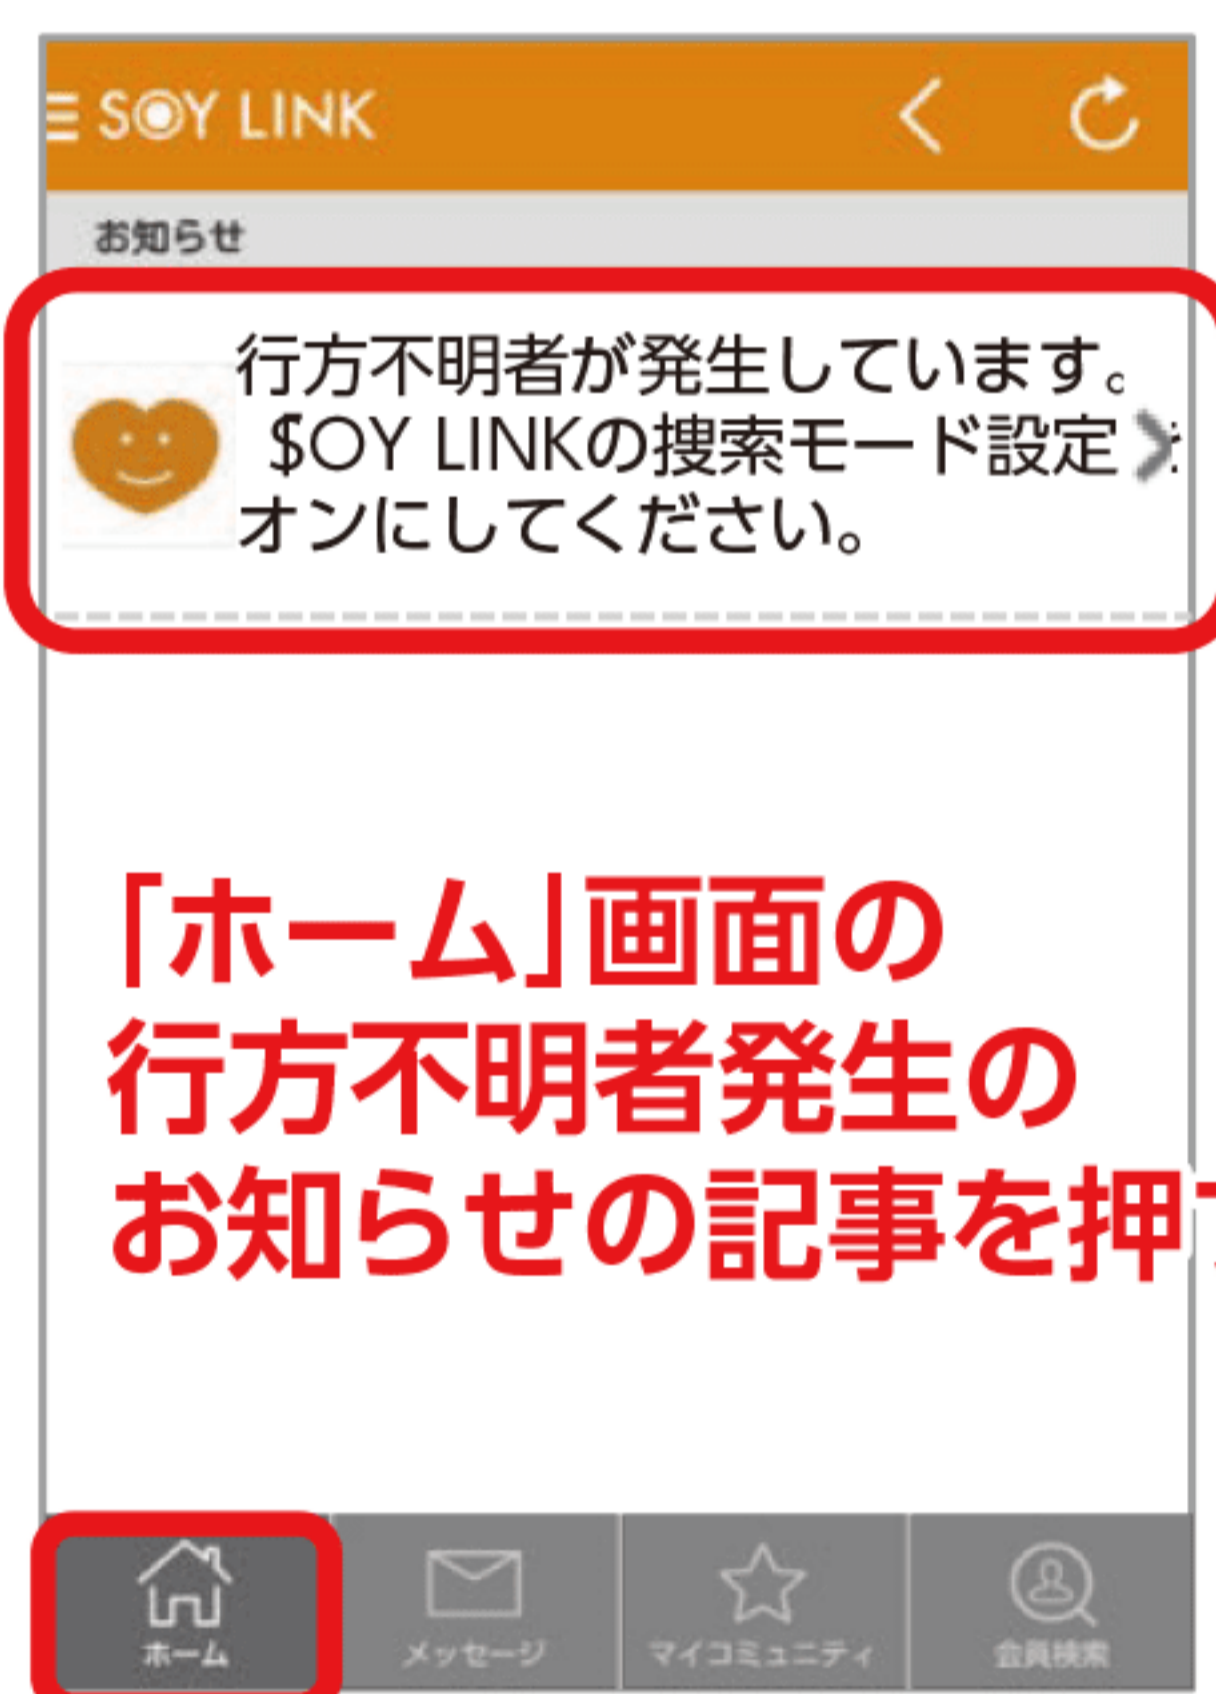 SOY LINK
お知らせ
行方不明者が発生しています。
$OY LINKの捜索モード設定
オンにしてください。
「ホーム」画面の
行方不明者発生の
お知らせの記事を押
ホーム
メッセージ
マイコミュニティ
会員検索